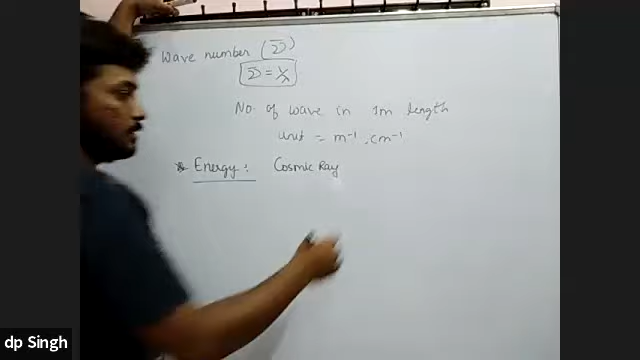 Wave number (ν̄)
ν̄ = 1/λ
No. of wave in 1m length
unit = m⁻¹, cm⁻¹
* Energy : Cosmic Ray
dp Singh